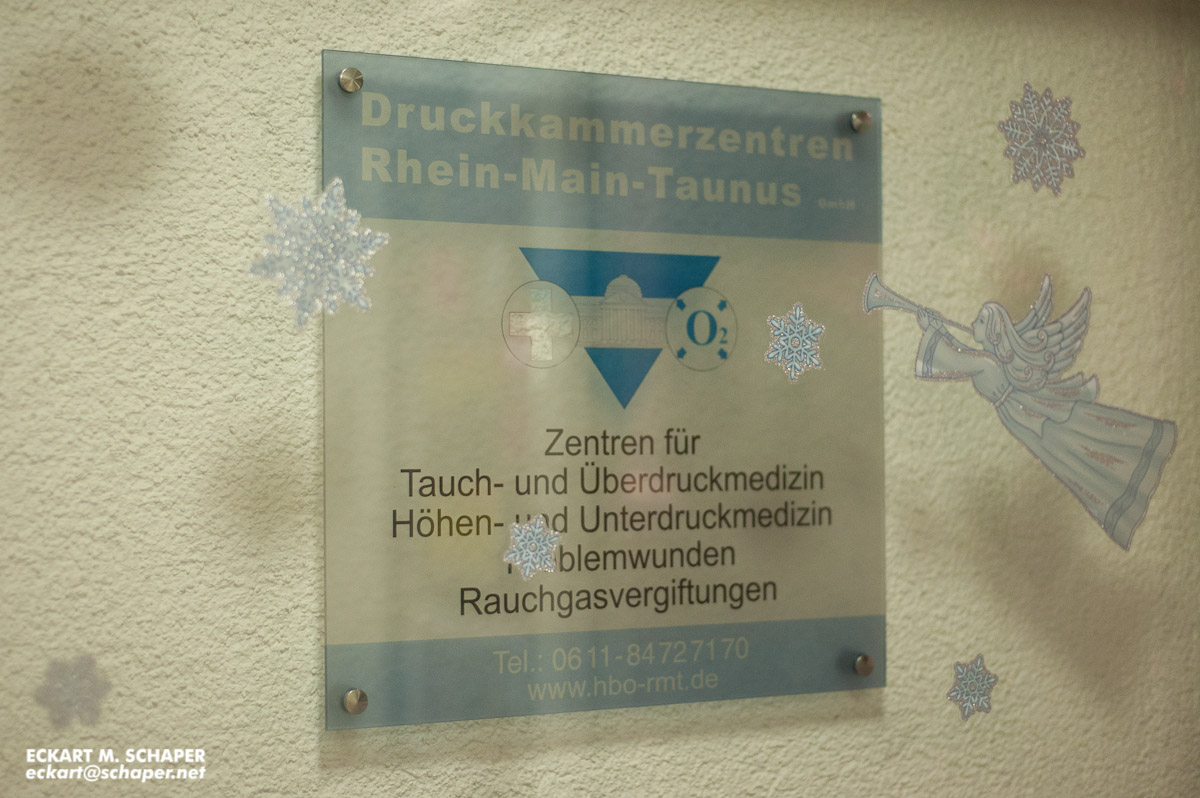 Druckkammerzentren
Rhein-Main-Taunus GmbH
O2
Zentren für
Tauch- und Überdruckmedizin
Höhen- und Unterdruckmedizin
Problemwunden
Rauchgasvergiftungen
Tel.: 0611-84727170
www.hbo-rmt.de
ECKART M. SCHAPER
eckart@schaper.net